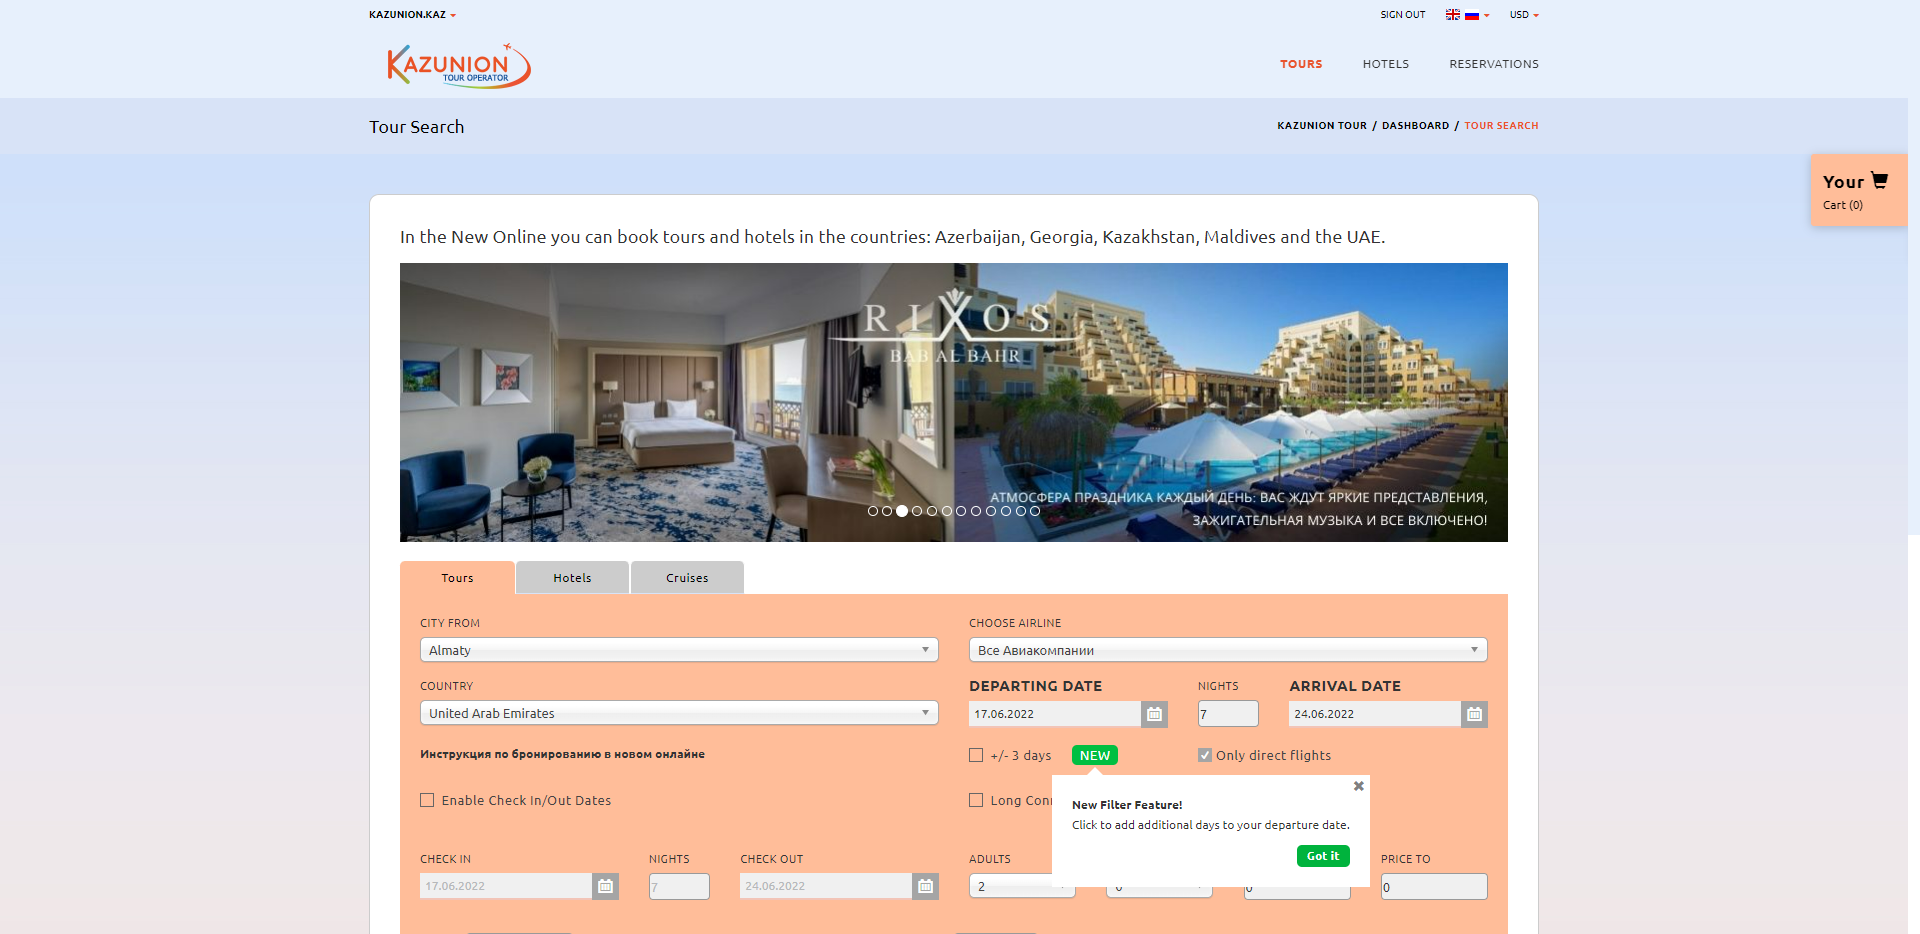 KAZUNION.KAZ
SIGN OUT
USD
KAZUNION
TOUR OPERATOR
TOURS
HOTELS
RESERVATIONS
Tour Search
KAZUNION TOUR / DASHBOARD / TOUR SEARCH
Your
Cart (0)
In the New Online you can book tours and hotels in the countries: Azerbaijan, Georgia, Kazakhstan, Maldives and the UAE.
RIXOS
BAB AL BAHR
АТМОСФЕРА ПРАЗДНИКА КАЖДЫЙ ДЕНЬ: ВАС ЖДУТ ЯРКИЕ ПРЕДСТАВЛЕНИЯ,
ЗАЖИГАТЕЛЬНАЯ МУЗЫКА И ВСЕ ВКЛЮЧЕНО!
Tours
Hotels
Cruises
CITY FROM
CHOOSE AIRLINE
Almaty
Все Авиакомпании
COUNTRY
DEPARTING DATE
NIGHTS
ARRIVAL DATE
United Arab Emirates
17.06.2022
7
24.06.2022
Инструкция по бронированию в новом онлайне
+/- 3 days
NEW
Only direct flights
Enable Check In/Out Dates
Long
New Filter Feature!
Click to add additional days to your departure date.
Got it
CHECK IN
NIGHTS
CHECK OUT
ADULTS
PRICE TO
17.06.2022
7
24.06.2022
2
0
0
0